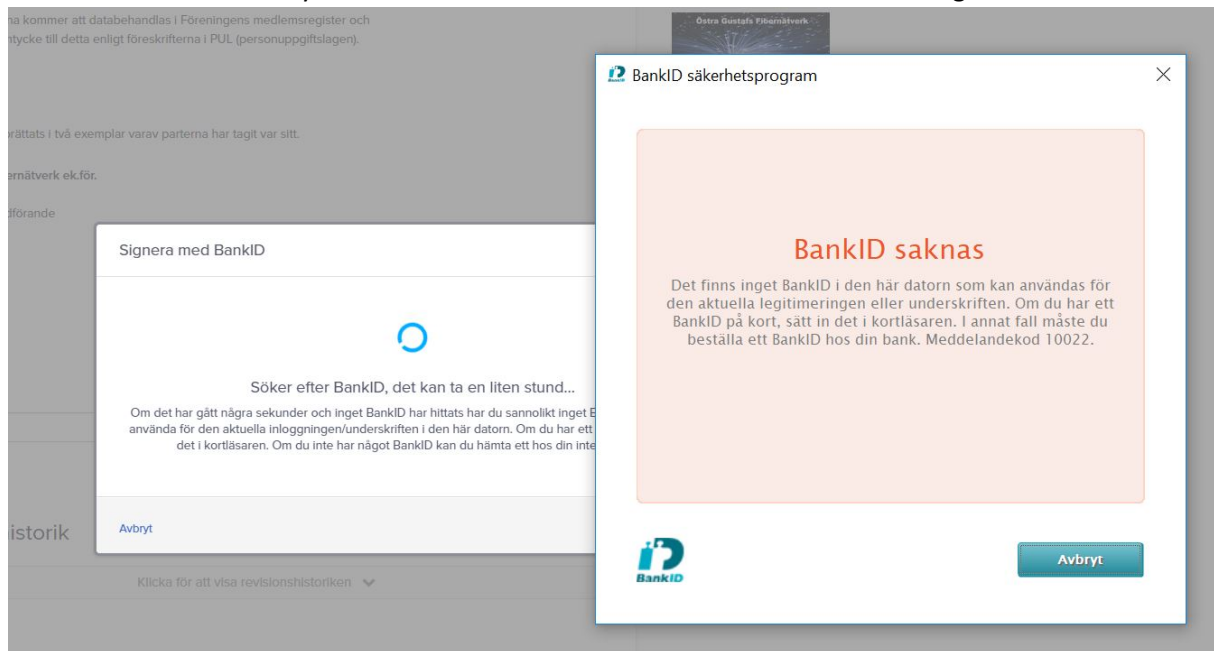 na kommer att databehandlas i Föreningens medlemsregister och
ntycke till detta enligt föreskrifterna i PUL (personuppgiftslagen).
Östra Gustafs Fibernätverk
BankID säkerhetsprogram
rättats i två exemplar varav parterna har tagit var sitt.
ernätverk ek.för.
dförande
Signera med BankID
Söker efter BankID, det kan ta en liten stund...
Om det har gått några sekunder och inget BankID har hittats har du sannolikt inget B
använda för den aktuella inloggningen/underskriften i den här datorn. Om du har ett
det i kortläsaren. Om du inte har något BankID kan du hämta ett hos din inte
Avbryt
BankID saknas
Det finns inget BankID i den här datorn som kan användas för
den aktuella legitimeringen eller underskriften. Om du har ett
BankID på kort, sätt in det i kortläsaren. I annat fall måste du
beställa ett BankID hos din bank. Meddelandekod 10022.
BankID
Avbryt
istorik
Klicka för att visa revisionshistoriken